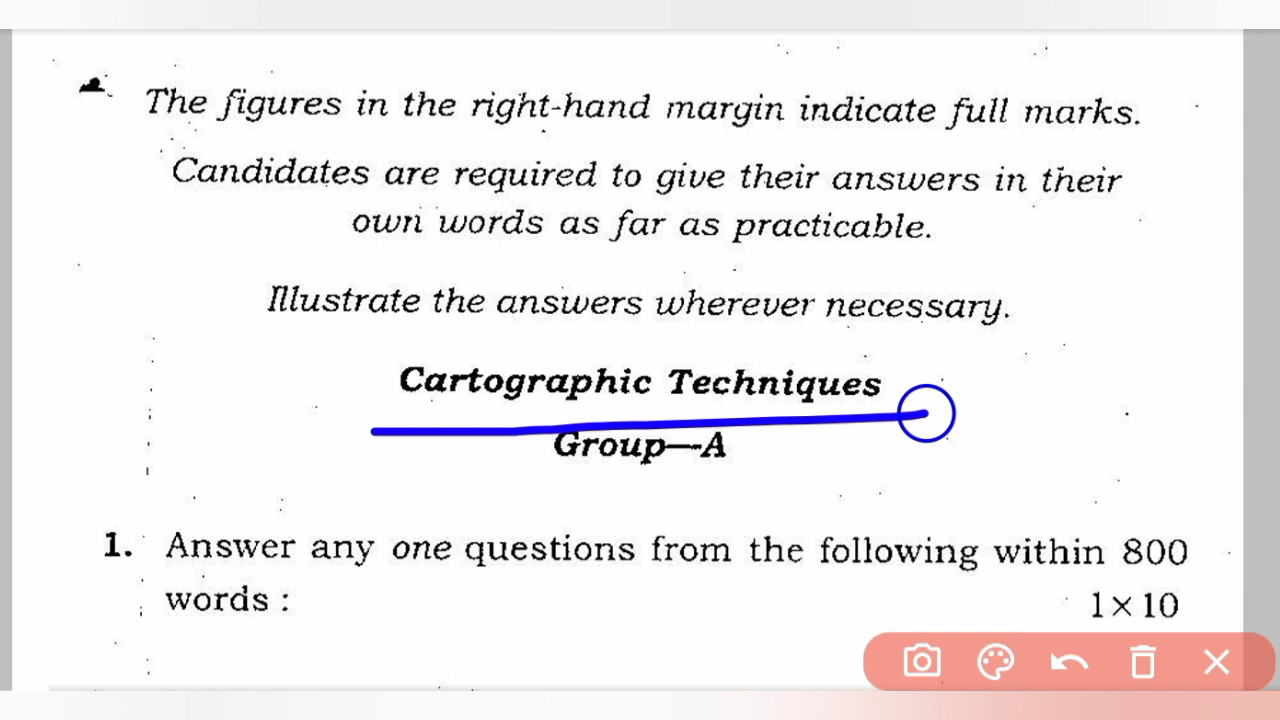 The figures in the right-hand margin indicate full marks.
Candidates are required to give their answers in their
own words as far as practicable.
Illustrate the answers wherever necessary.
Cartographic Techniques
Group—A
1. Answer any one questions from the following within 800
words : 1×10